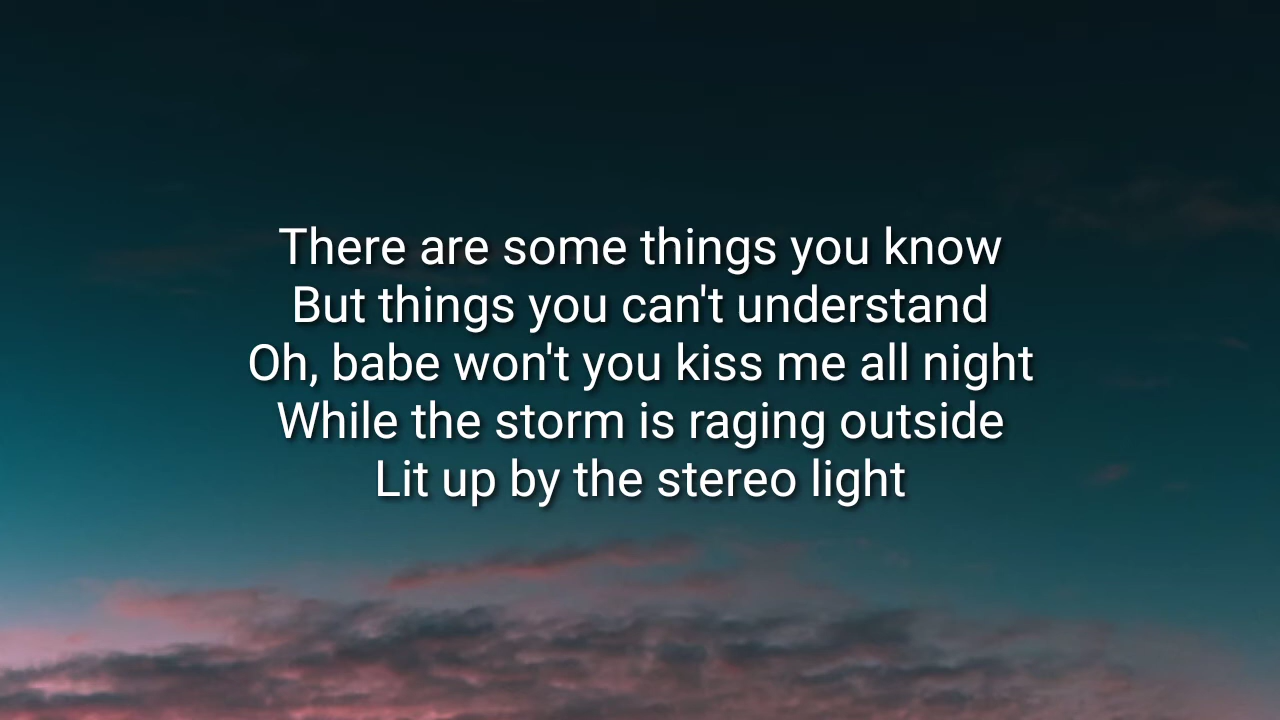 There are some things you know
But things you can't understand
Oh, babe won't you kiss me all night
While the storm is raging outside
Lit up by the stereo light